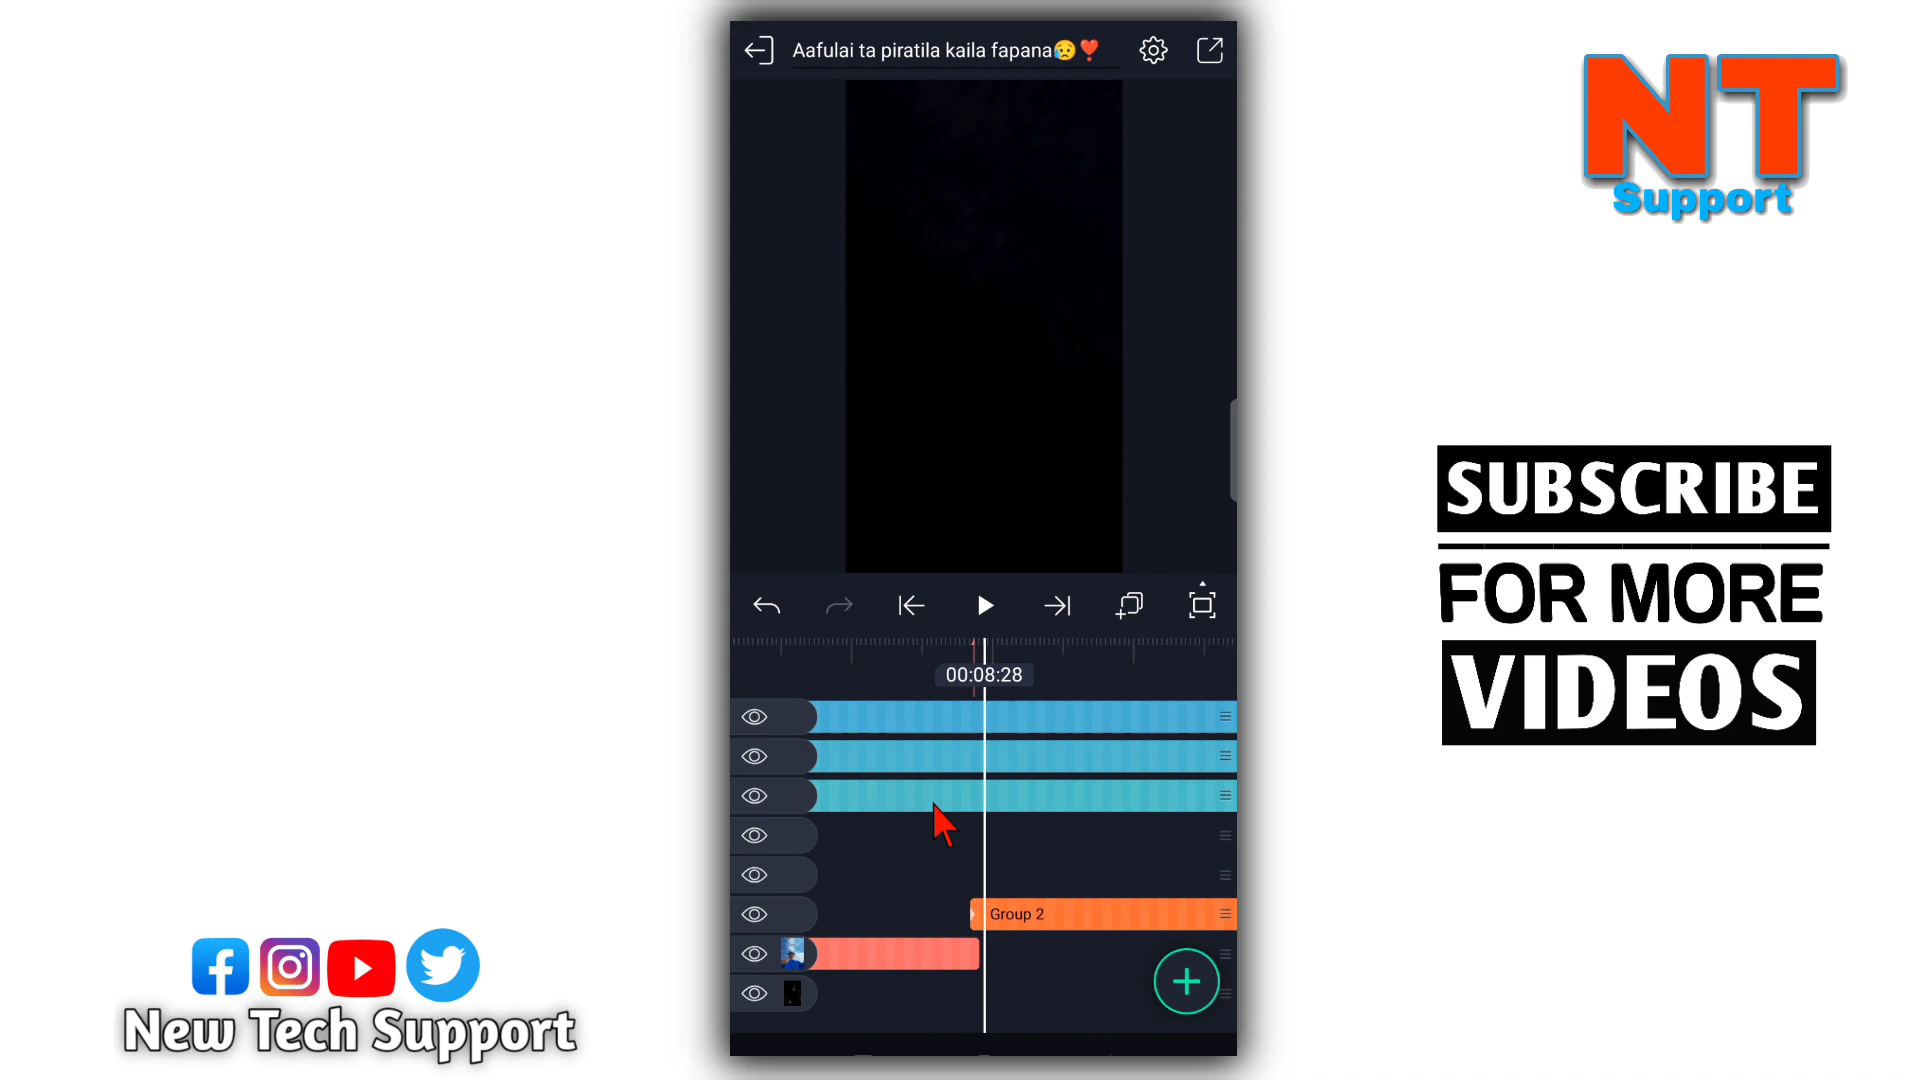 Aafulai ta piratila kaila fapana😥❣️
NT
Support
SUBSCRIBE
FOR MORE
VIDEOS
00:08:28
Group 2
New Tech Support